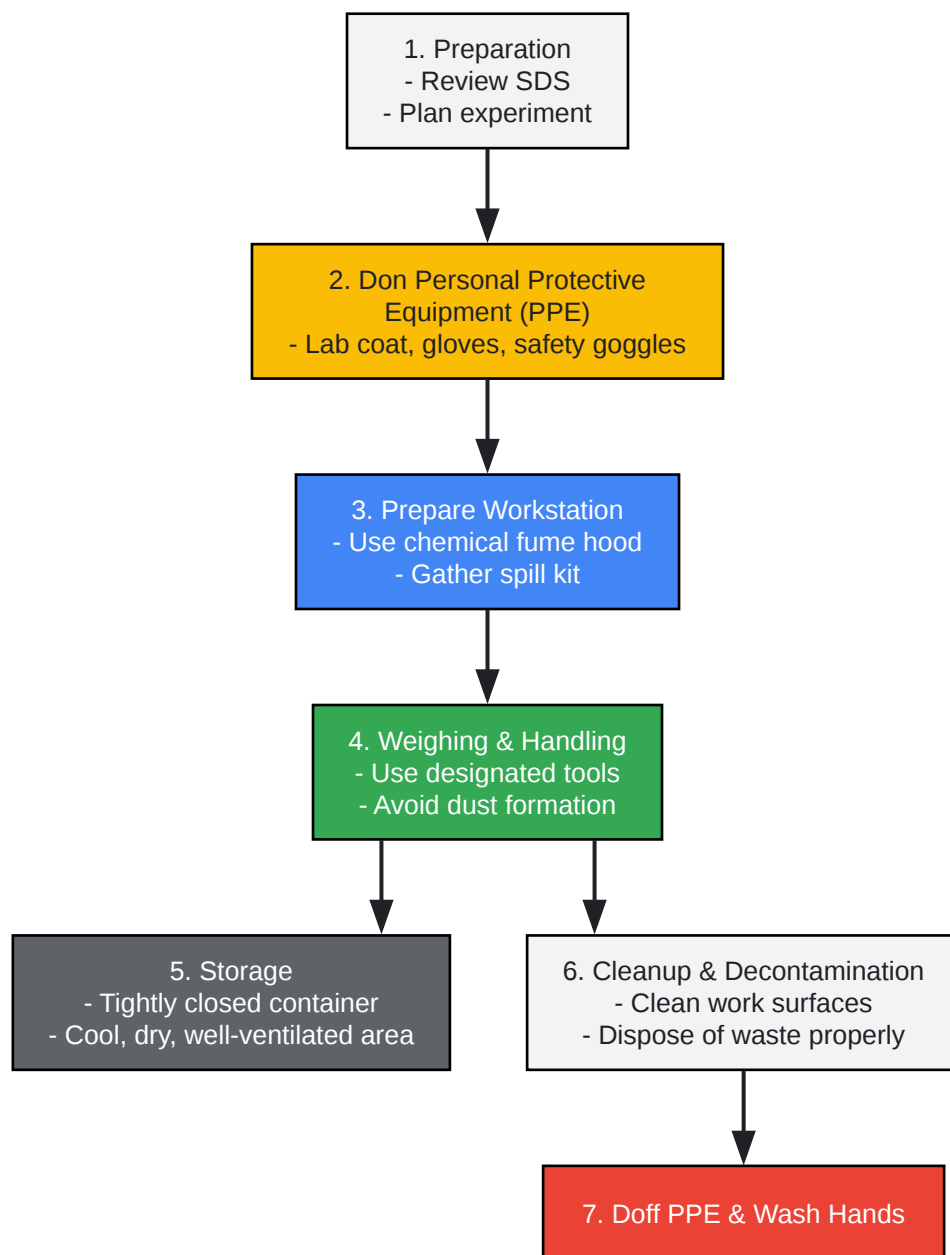 1. Preparation
- Review SDS
- Plan experiment
2. Don Personal Protective
Equipment (PPE)
- Lab coat, gloves, safety goggles
3. Prepare Workstation
- Use chemical fume hood
- Gather spill kit
4. Weighing & Handling
- Use designated tools
- Avoid dust formation
5. Storage
- Tightly closed container
- Cool, dry, well-ventilated area
6. Cleanup & Decontamination
- Clean work surfaces
- Dispose of waste properly
7. Doff PPE & Wash Hands